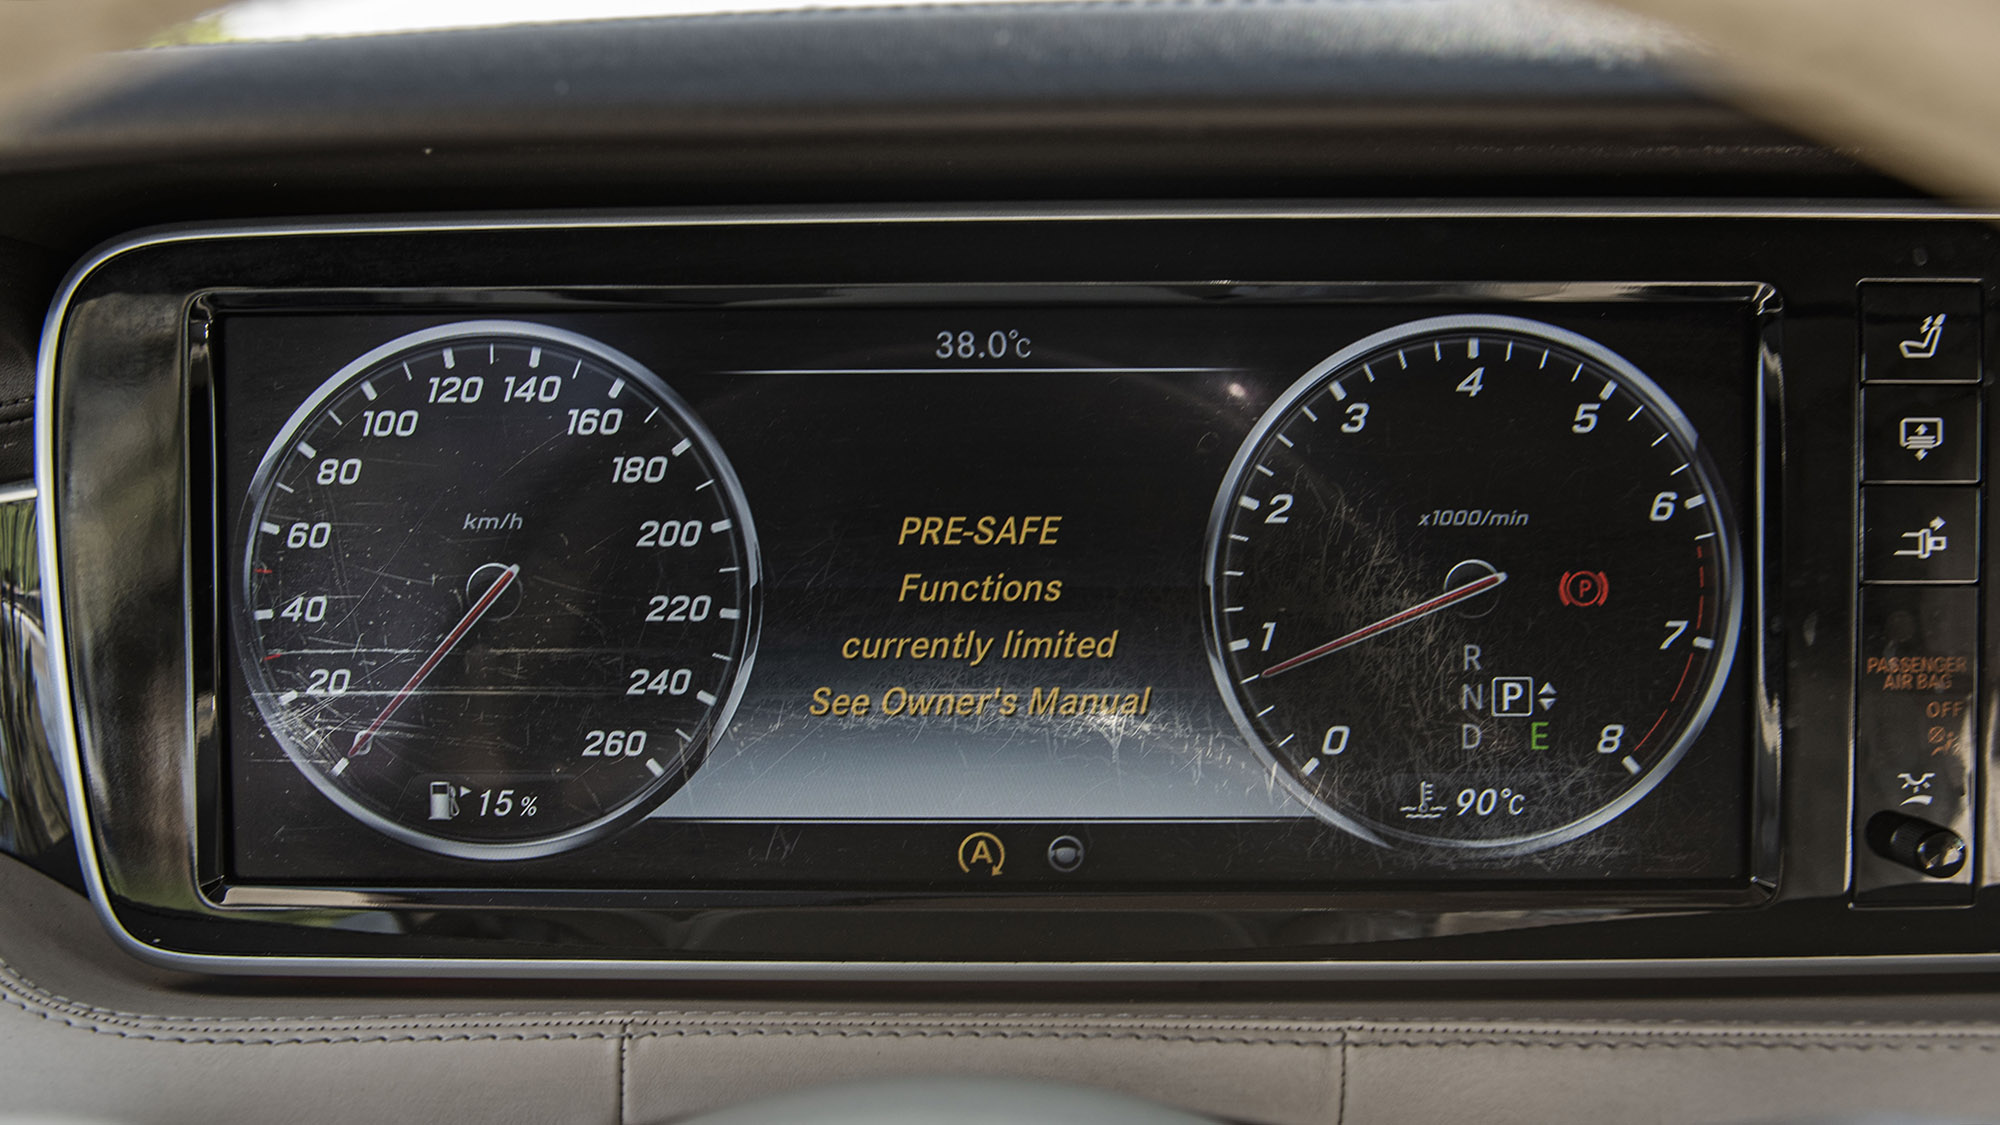 38.0°C
120 140
100 160
80 180
km/h
60 200
40 220
20 240
0 260
15 %
PRE-SAFE
Functions
currently limited
See Owner's Manual
A
4
3 5
2 6
x1000/min
P
1 7
R
N P
D E
0 8
90°C
PASSENGER
AIR BAG
OFF